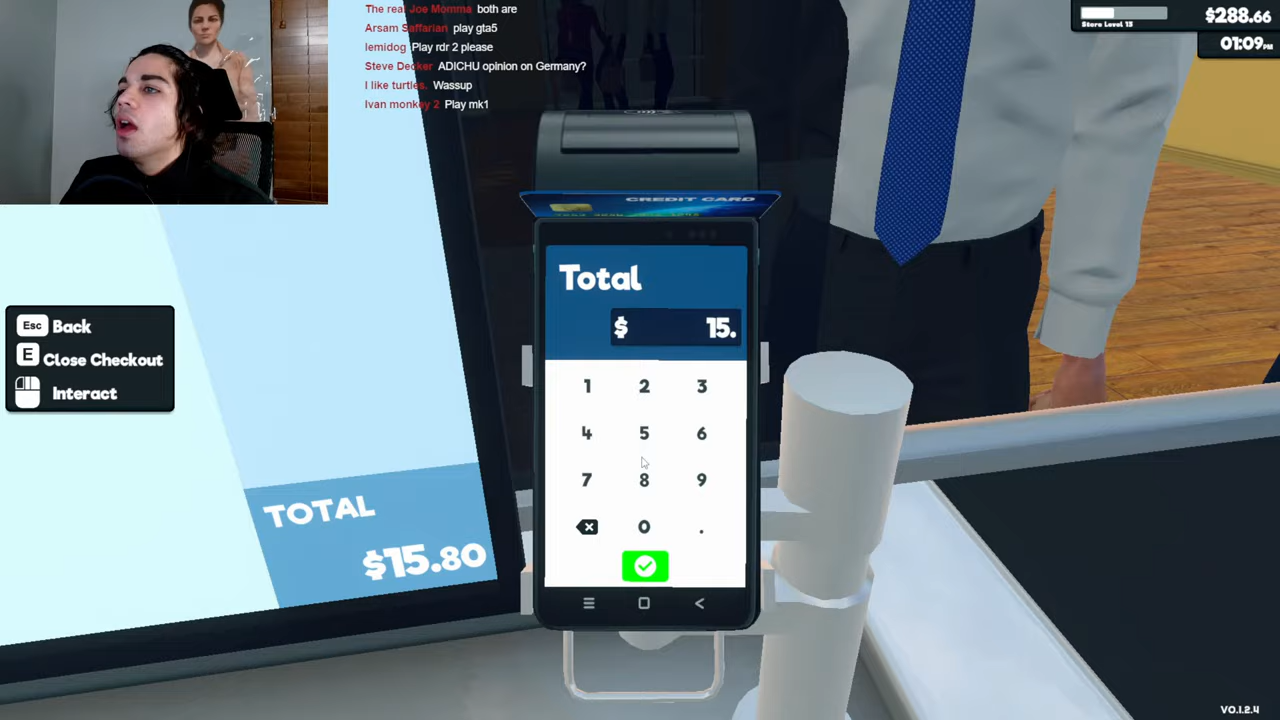 The real Joe Momma both are
Arsam Saffarian play gta5
lemidog Play rdr 2 please
Steve Decker ADICHU opinion on Germany?
I like turtles. Wassup
Ivan monkey 2 Play mk1
$288.66
Store Level 15
01:09PM
CREDIT CARD
Total
$ 15.
Esc Back
E Close Checkout
Interact
1 2 3
4 5 6
7 8 9
0 .
TOTAL
$15.80
V0.1.2.4